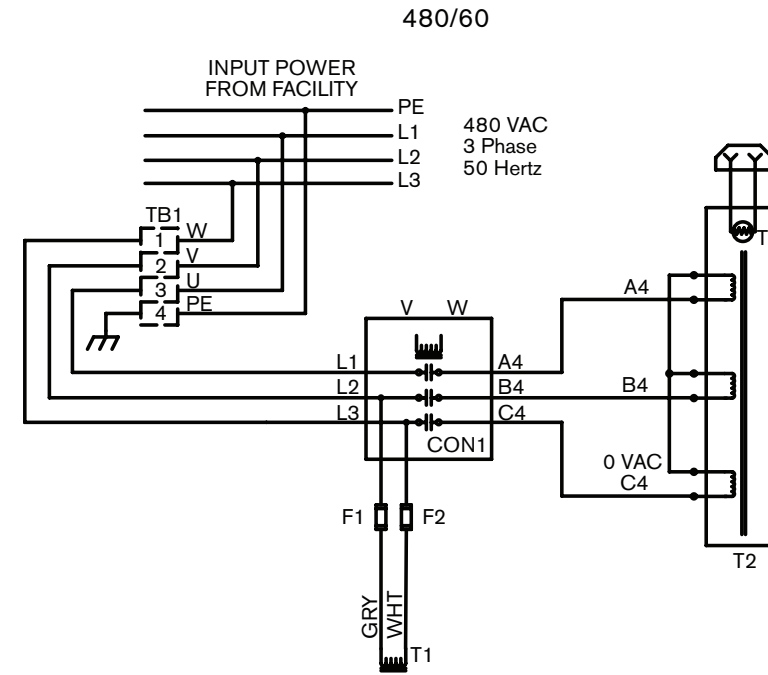 480/60
INPUT POWER
FROM FACILITY
PE
L1
L2
L3
480 VAC
3 Phase
50 Hertz
TB1
1 W
2 V
3 U
4 PE
V W
L1 A4
L2 B4
L3 C4
CON1
A4
B4
0 VAC
C4
T
T2
F1 F2
GRY
WHT
T1